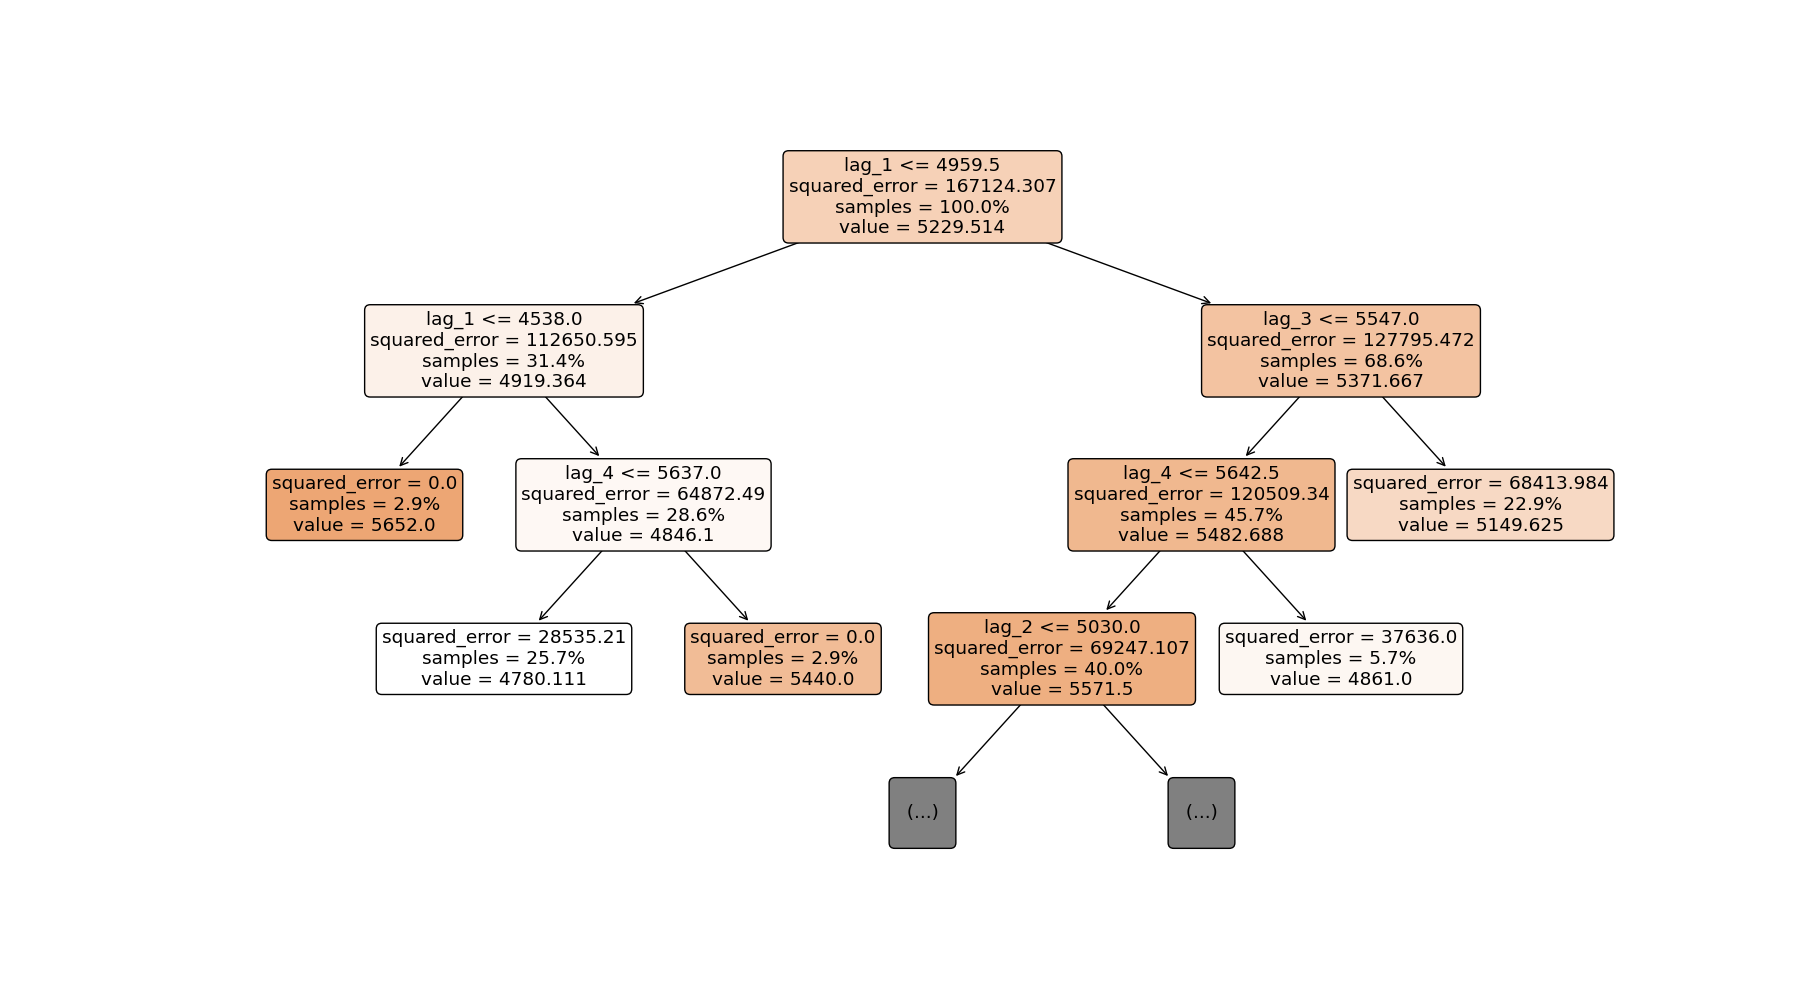 lag_1 <= 4959.5
squared_error = 167124.307
samples = 100.0%
value = 5229.514
lag_1 <= 4538.0
squared_error = 112650.595
samples = 31.4%
value = 4919.364
lag_3 <= 5547.0
squared_error = 127795.472
samples = 68.6%
value = 5371.667
squared_error = 0.0
samples = 2.9%
value = 5652.0
lag_4 <= 5637.0
squared_error = 64872.49
samples = 28.6%
value = 4846.1
lag_4 <= 5642.5
squared_error = 120509.34
samples = 45.7%
value = 5482.688
squared_error = 68413.984
samples = 22.9%
value = 5149.625
squared_error = 28535.21
samples = 25.7%
value = 4780.111
squared_error = 0.0
samples = 2.9%
value = 5440.0
lag_2 <= 5030.0
squared_error = 69247.107
samples = 40.0%
value = 5571.5
squared_error = 37636.0
samples = 5.7%
value = 4861.0
(...)
(...)